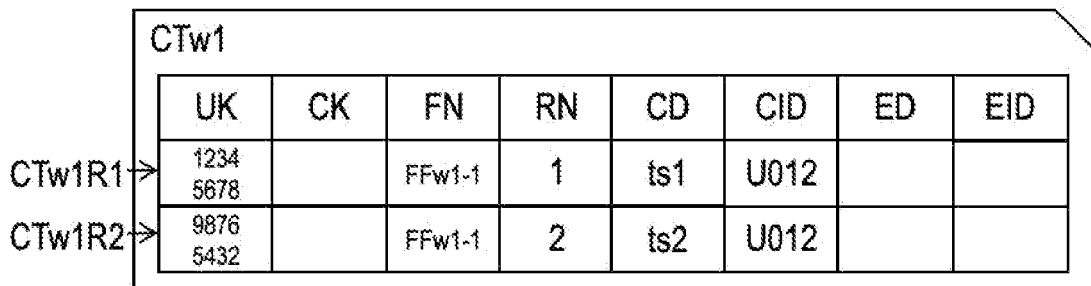 CTw1
UK CK FN RN CD CID ED EID
CTw1R1 1234 5678 FFw1-1 1 ts1 U012
CTw1R2 9876 5432 FFw1-1 2 ts2 U012